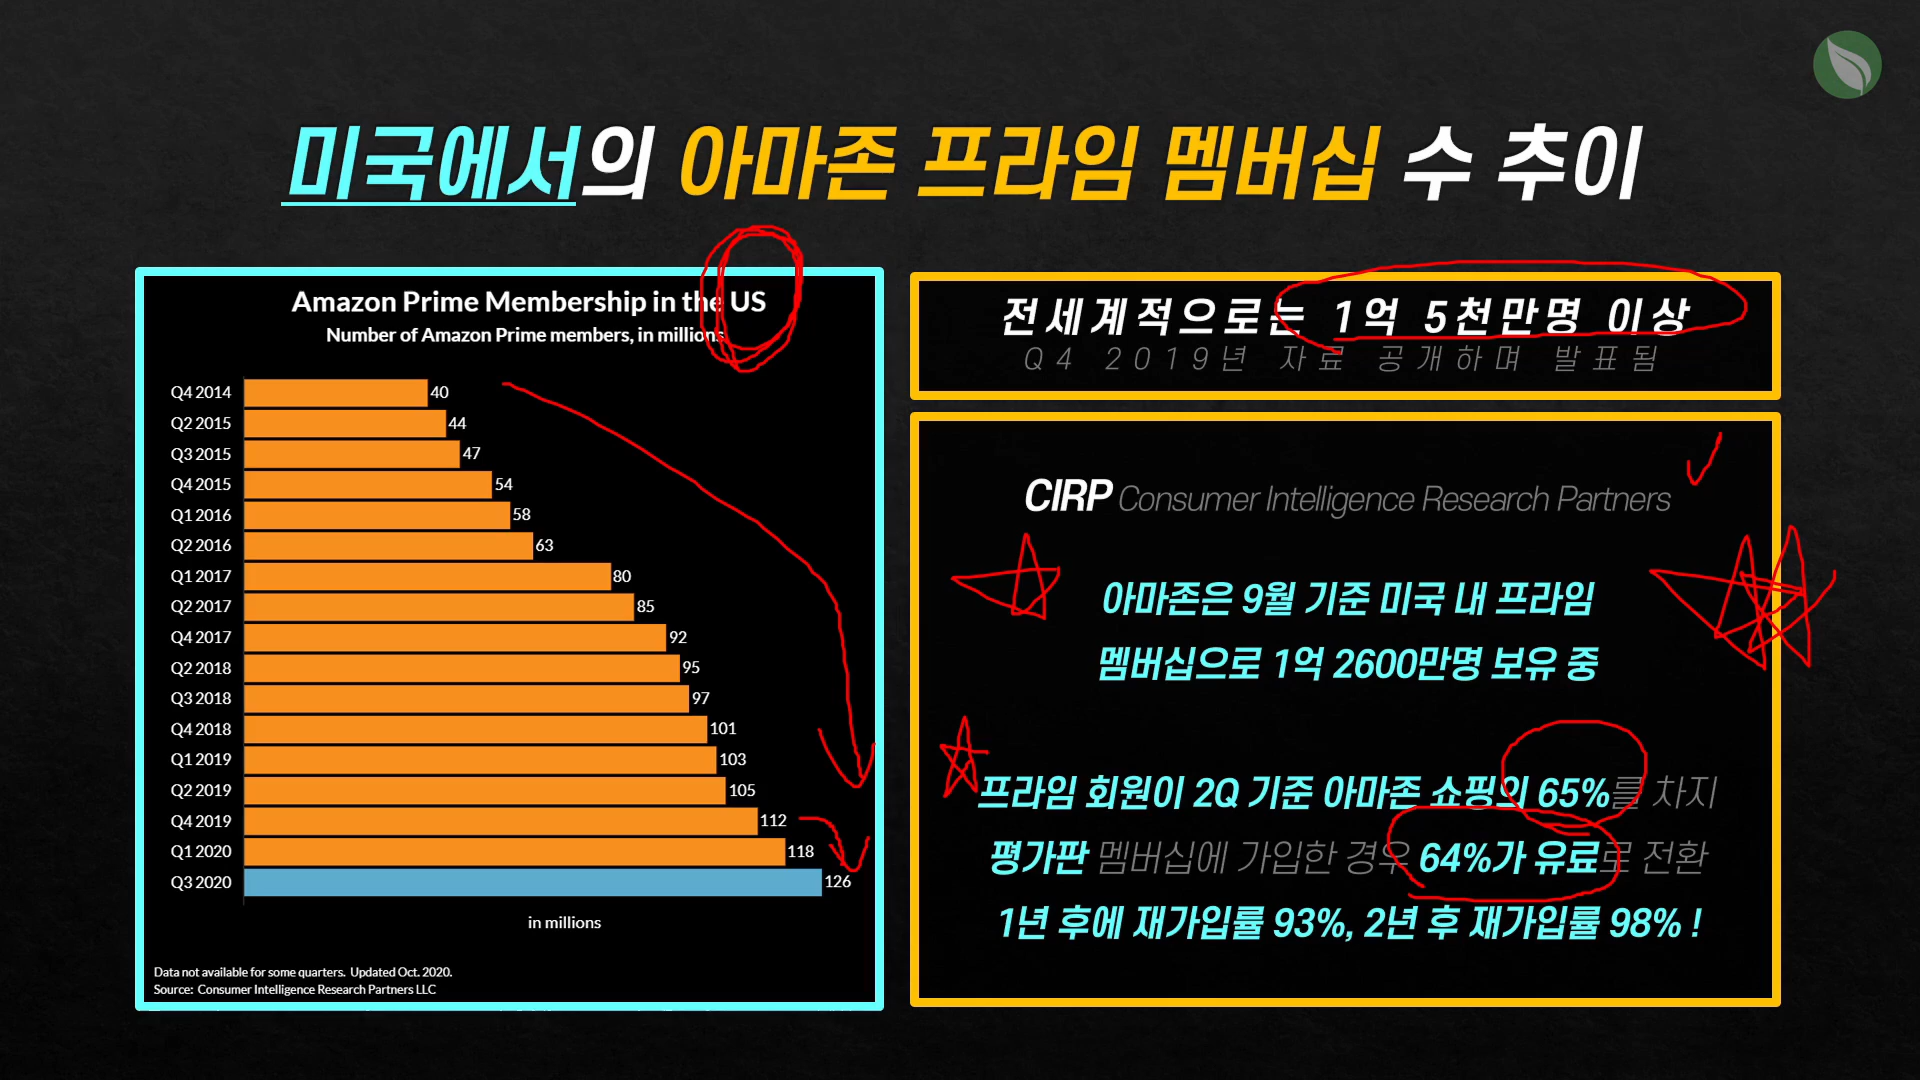 미국에서의 아마존 프라임 멤버십 수 추이
Amazon Prime Membership in the US
Number of Amazon Prime members, in millions
Q4 2014 40
Q2 2015 44
Q3 2015 47
Q4 2015 54
Q1 2016 58
Q2 2016 63
Q1 2017 80
Q2 2017 85
Q4 2017 92
Q2 2018 95
Q3 2018 97
Q4 2018 101
Q1 2019 103
Q2 2019 105
Q4 2019 112
Q1 2020 118
Q3 2020 126
in millions
Data not available for some quarters. Updated Oct. 2020.
Source: Consumer Intelligence Research Partners LLC
전세계적으로는 1억 5천만명 이상
Q4 2019년 자료 공개하며 발표됨
CIRP Consumer Intelligence Research Partners
아마존은 9월 기준 미국 내 프라임
멤버십으로 1억 2600만명 보유 중
프라임 회원이 2Q 기준 아마존 쇼핑의 65%를 차지
평가판 멤버십에 가입한 경우 64%가 유료로 전환
1년 후에 재가입률 93%, 2년 후 재가입률 98% !